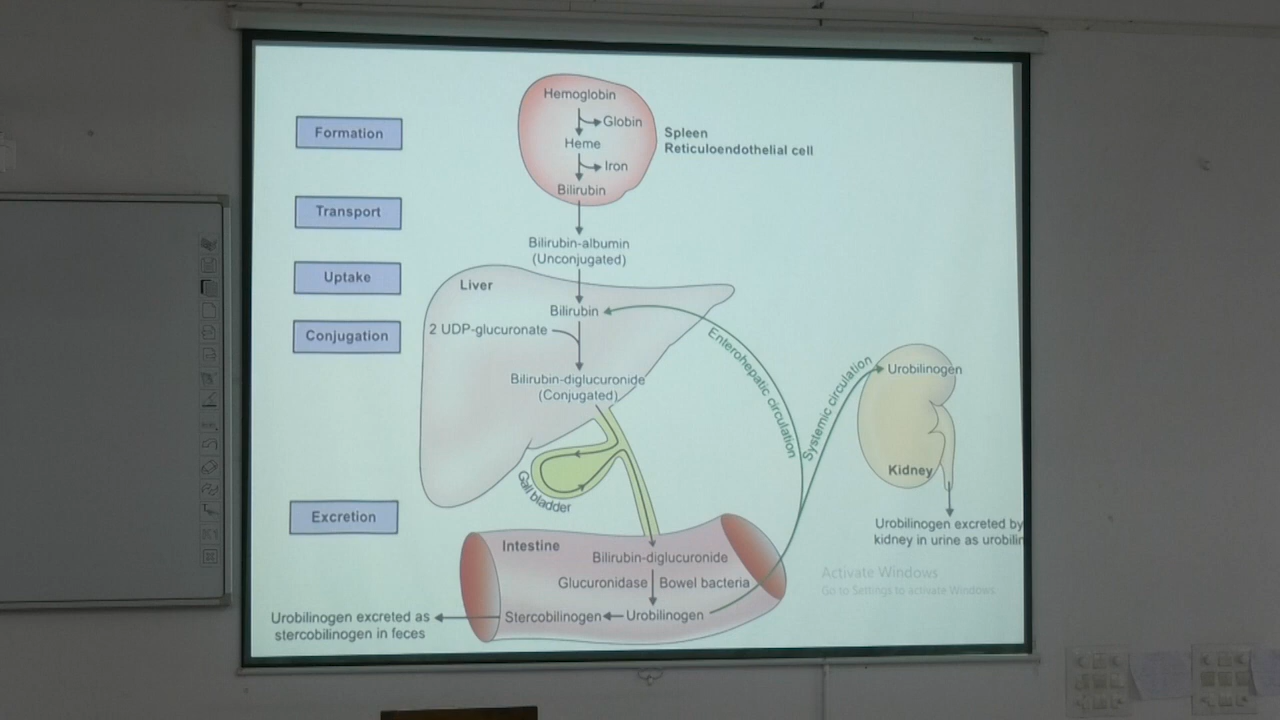 Hemoglobin
Globin
Heme
Iron
Bilirubin
Spleen
Reticuloendothelial cell
Formation
Transport
Bilirubin-albumin
(Unconjugated)
Uptake
Liver
Bilirubin
2 UDP-glucuronate
Conjugation
Bilirubin-diglucuronide
(Conjugated)
Enterohepatic circulation
Systemic circulation
Urobilinogen
Kidney
Gall bladder
Excretion
Urobilinogen excreted by
kidney in urine as urobilin
Intestine
Bilirubin-diglucuronide
Glucuronidase
Bowel bacteria
Stercobilinogen
Urobilinogen
Urobilinogen excreted as
stercobilinogen in feces
Activate Windows
Go to Settings to activate Windows.